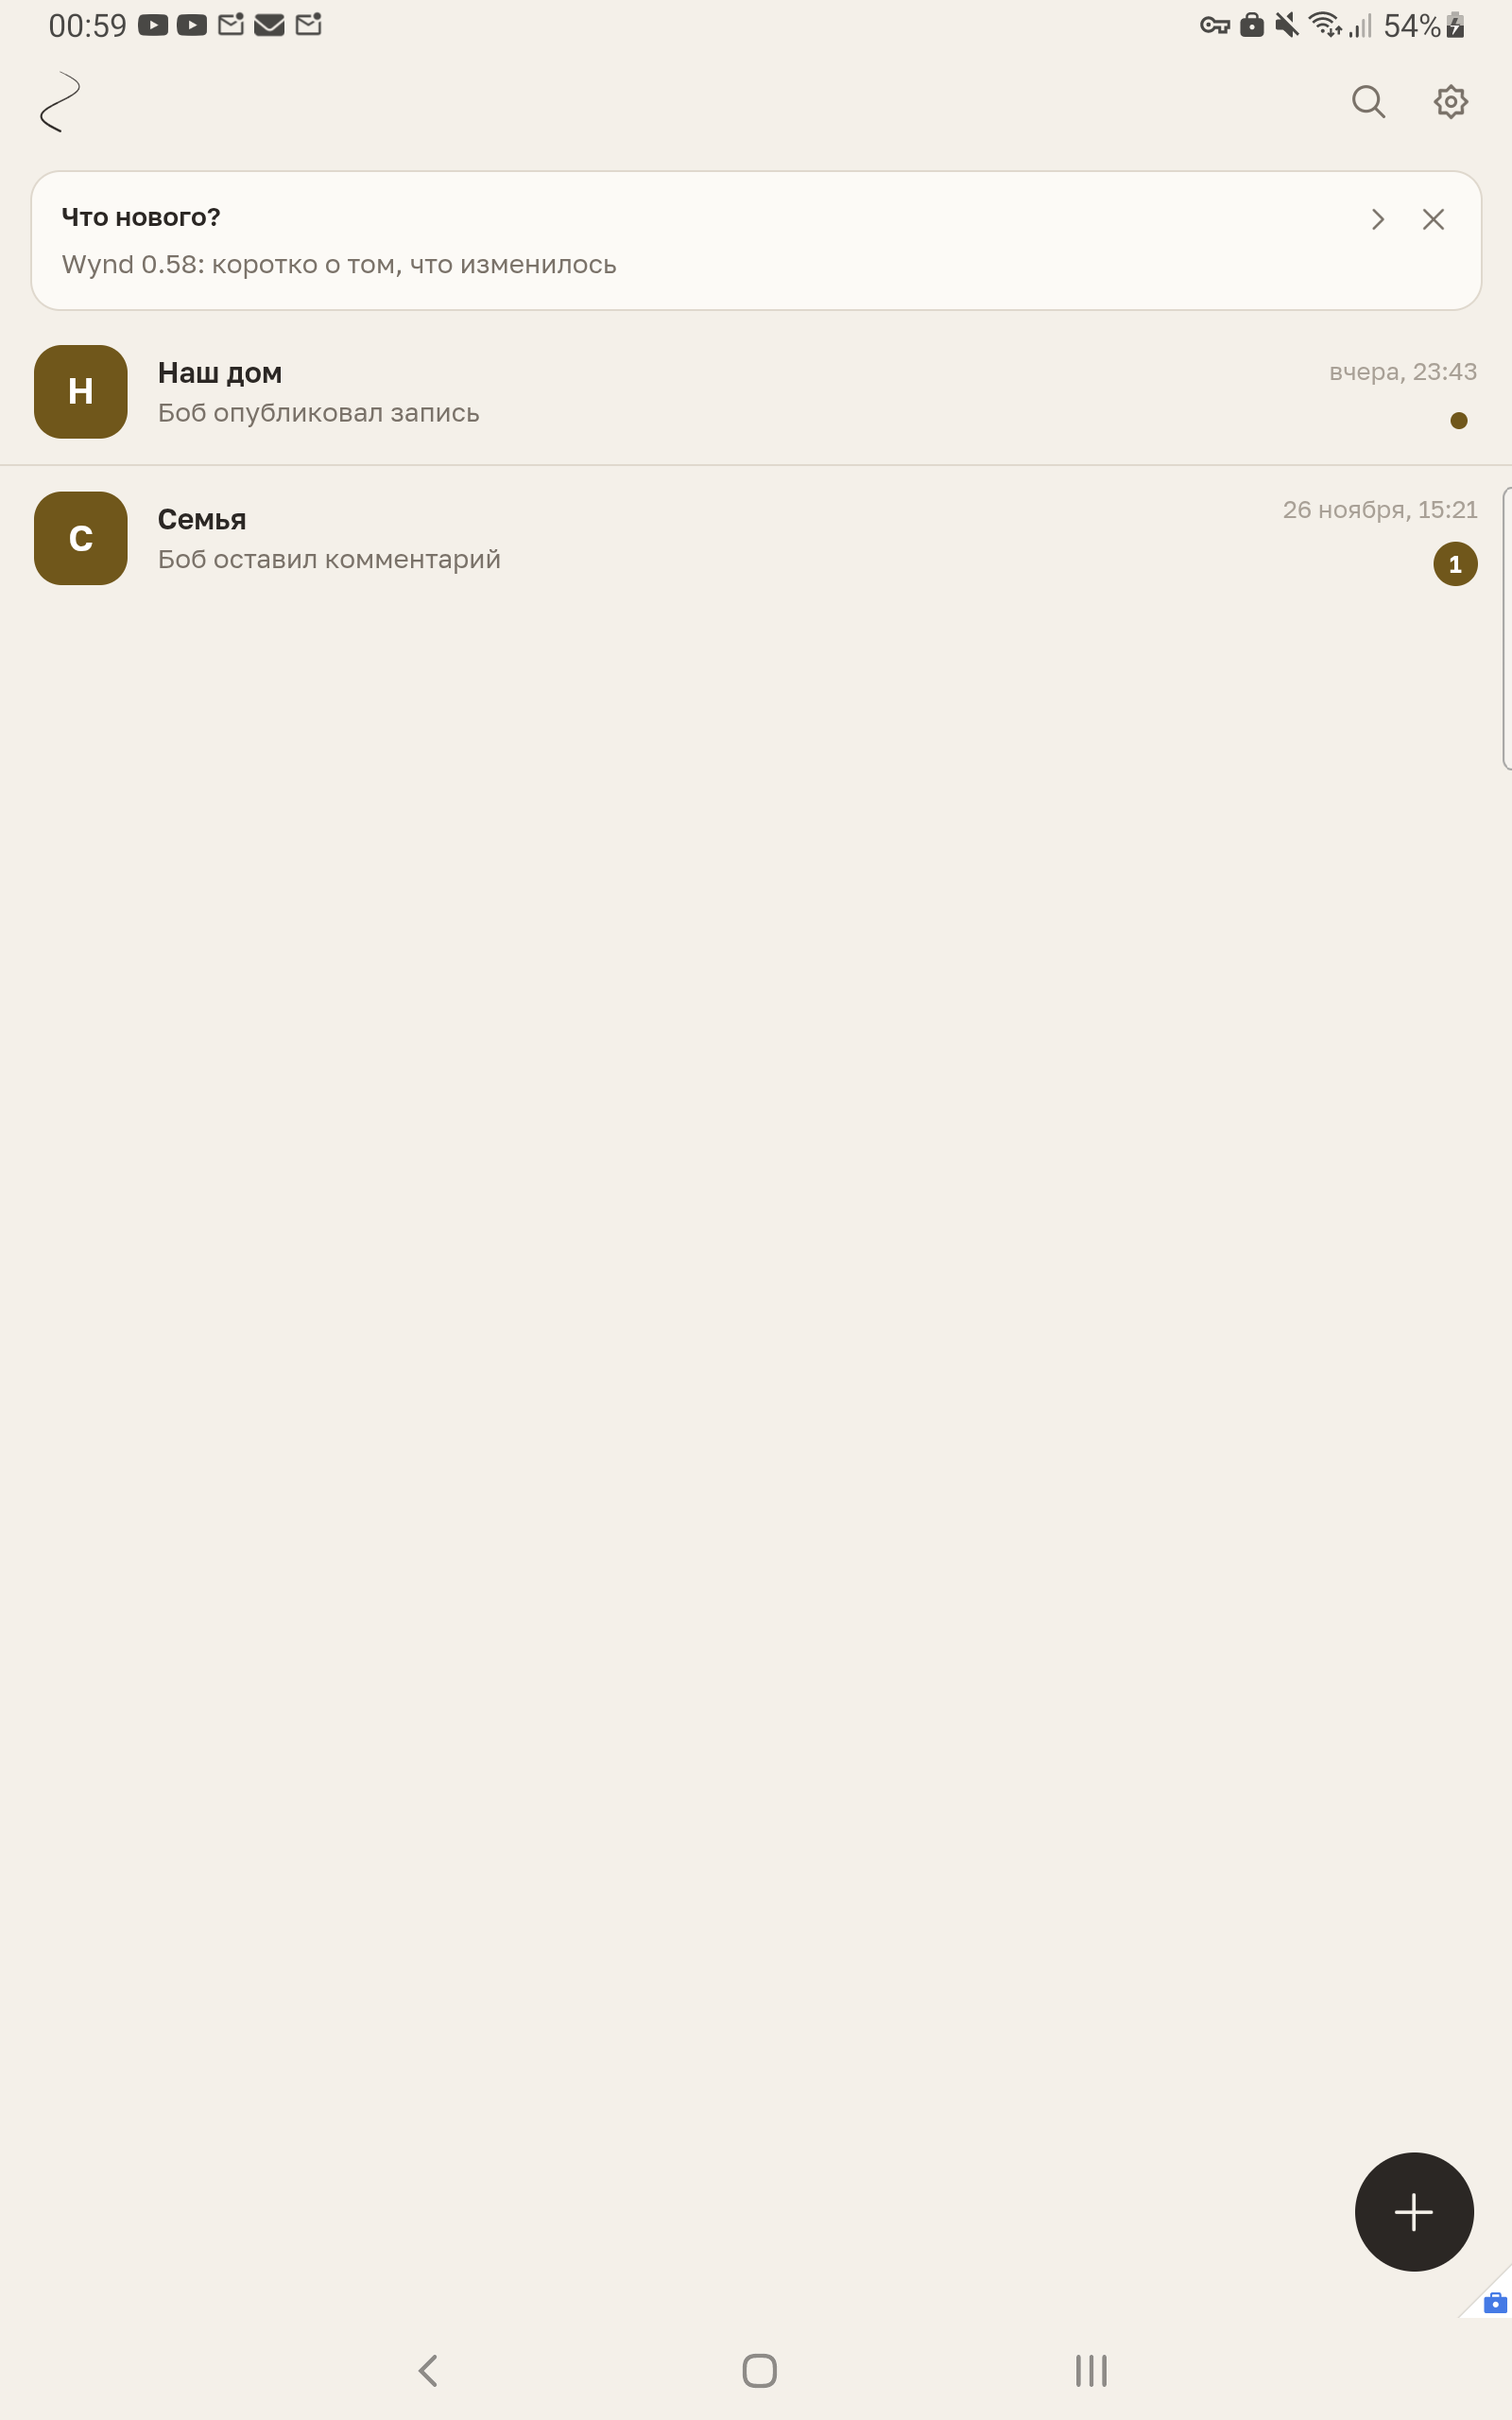 00:59
54%
Что нового?
Wynd 0.58: коротко о том, что изменилось
Н
Наш дом
вчера, 23:43
Боб опубликовал запись
С
Семья
26 ноября, 15:21
Боб оставил комментарий
1